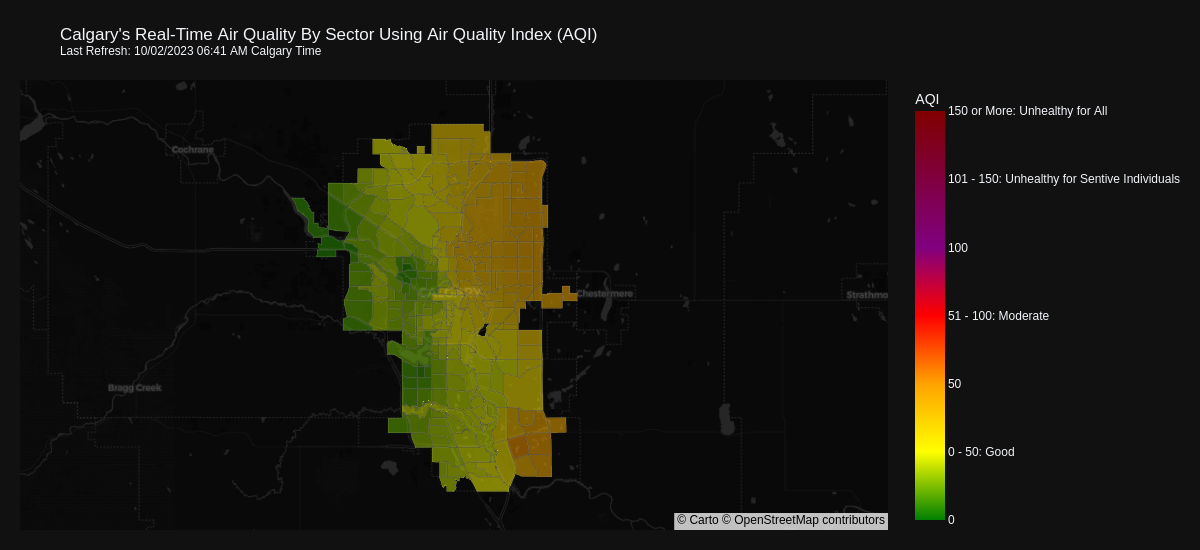 Calgary's Real-Time Air Quality By Sector Using Air Quality Index (AQI)
Last Refresh: 10/02/2023 06:41 AM Calgary Time
AQI
150 or More: Unhealthy for All
Cochrane
101 - 150: Unhealthy for Sentive Individuals
100
CALGARY
Chestermere
Strathmo
51 - 100: Moderate
Bragg Creek
50
0 - 50: Good
0
© Carto © OpenStreetMap contributors